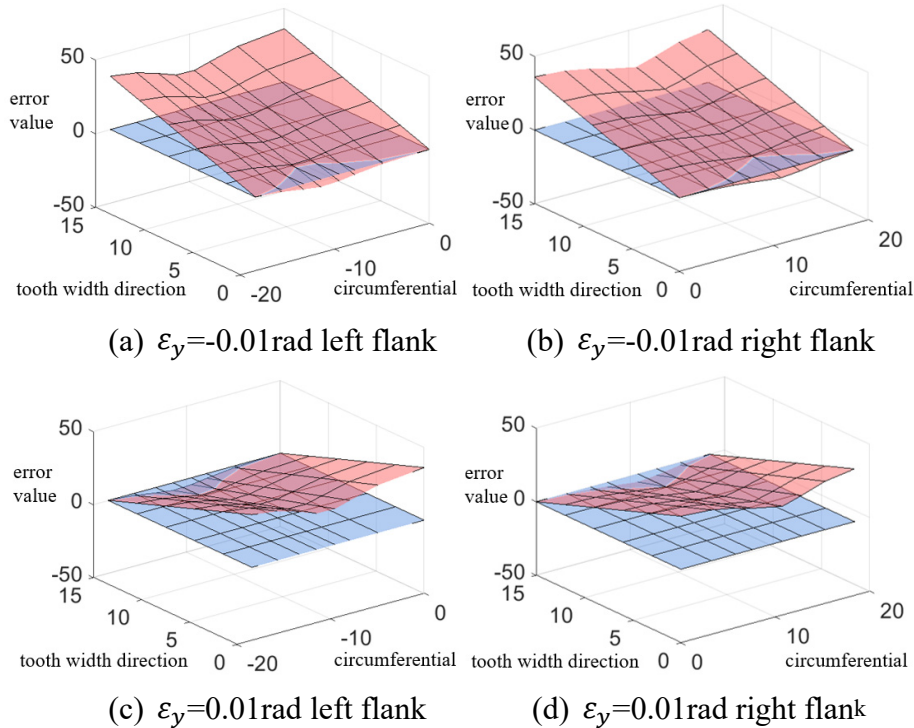 50
0
-50
error
value
15
10
5
0
-20
-10
0
tooth width direction
circumferential
(a) εy=-0.01rad left flank
50
0
-50
error
value
15
10
5
0
0
10
20
tooth width direction
circumferential
(b) εy=-0.01rad right flank
50
0
-50
error
value
15
10
5
0
-20
-10
0
tooth width direction
circumferential
(c) εy=0.01rad left flank
50
0
-50
error
value
15
10
5
0
0
10
20
tooth width direction
circumferential
(d) εy=0.01rad right flank